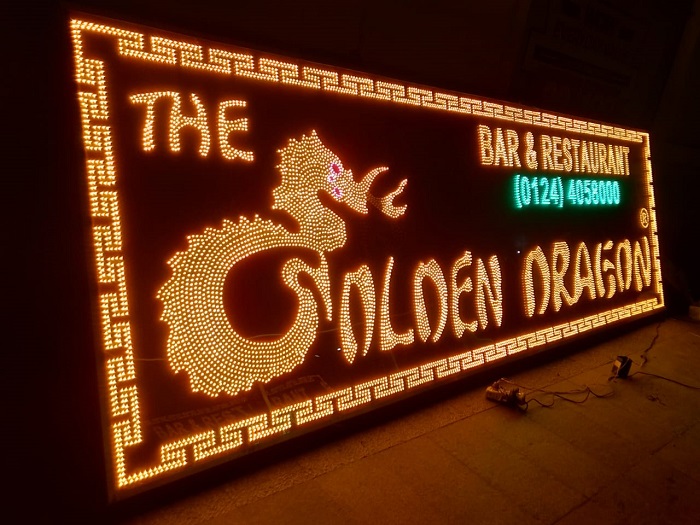 THE
BAR & RESTAURANT
(0124) 4058000
GOLDEN DRAGON®